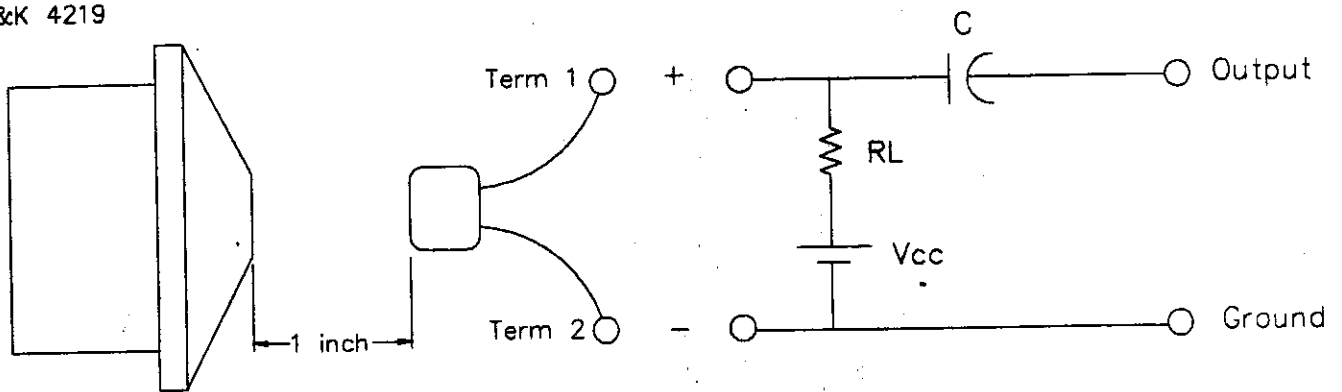 &K 4219
C
Term 1
+
Output
RL
Vcc
1 inch
Term 2
-
Ground